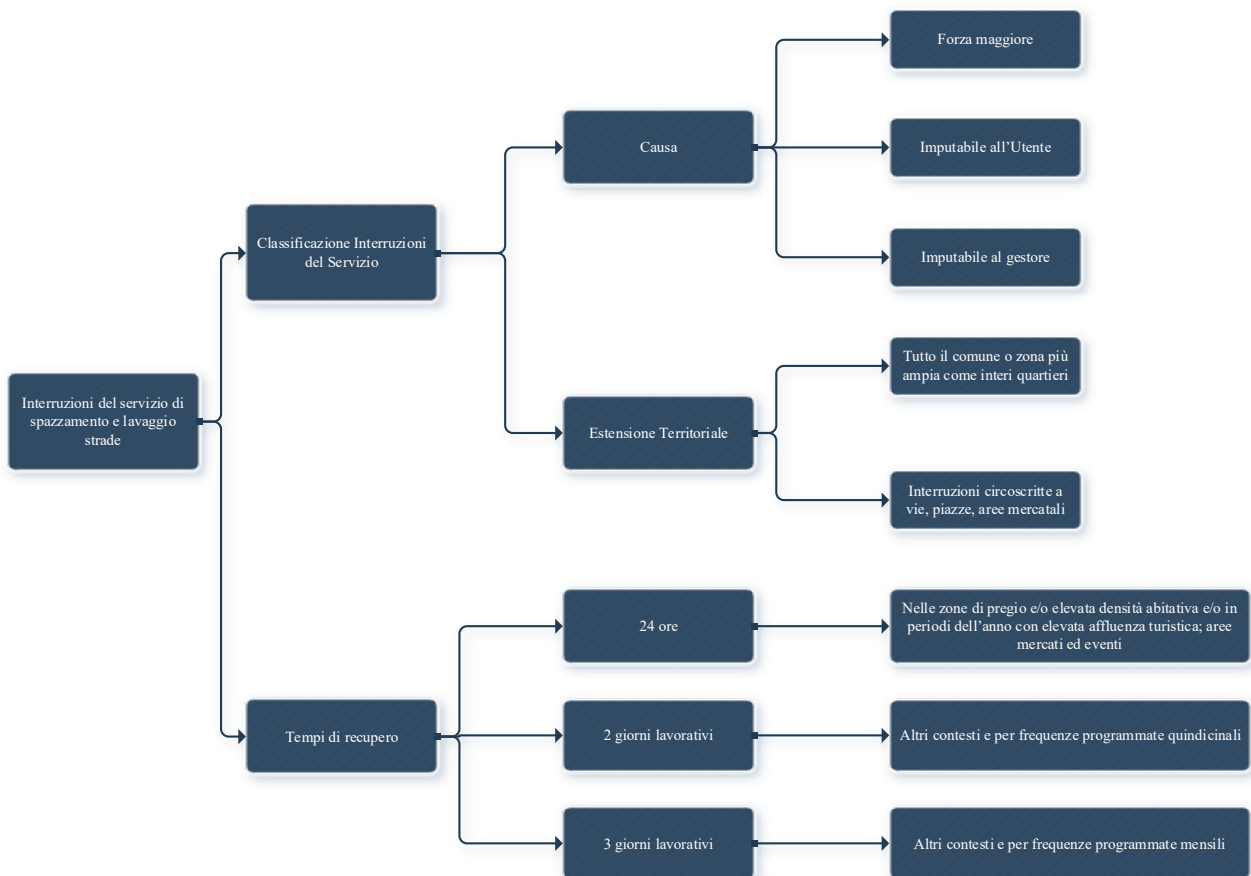 Interruzioni del servizio di
spazzamento e lavaggio
strade
Classificazione Interruzioni
del Servizio
Causa
Forza maggiore
Imputabile all’Utente
Imputabile al gestore
Estensione Territoriale
Tutto il comune o zona più
ampia come interi quartieri
Interruzioni circoscritte a
vie, piazze, aree mercatali
Tempi di recupero
24 ore
Nelle zone di pregio e/o elevata densità abitativa e/o in
periodi dell’anno con elevata affluenza turistica; aree
mercati ed eventi
2 giorni lavorativi
Altri contesti e per frequenze programmate quindicinali
3 giorni lavorativi
Altri contesti e per frequenze programmate mensili